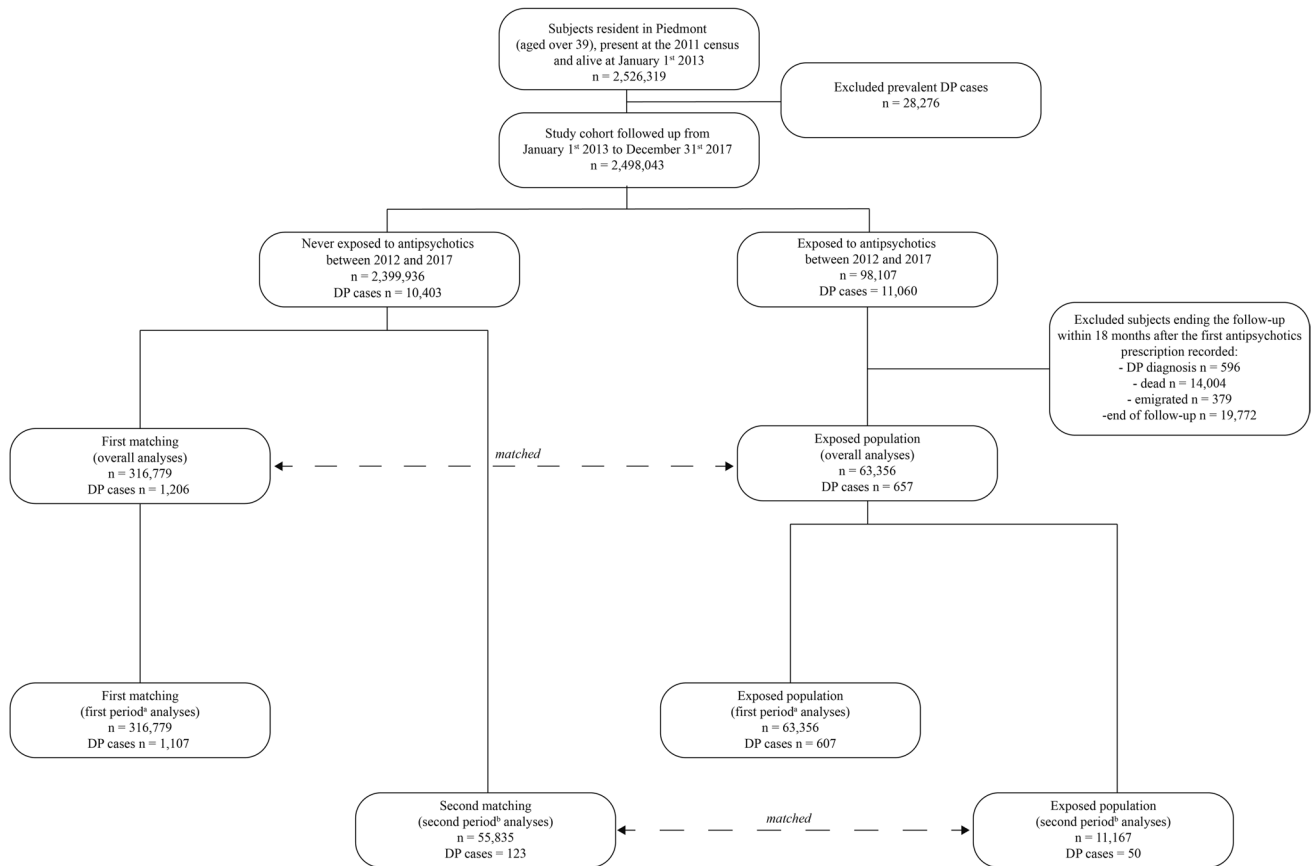 Subjects resident in Piedmont
(aged over 39), present at the 2011 census
and alive at January 1st 2013
n = 2,526,319
Excluded prevalent DP cases
n = 28,276
Study cohort followed up from
January 1st 2013 to December 31st 2017
n = 2,498,043
Never exposed to antipsychotics
between 2012 and 2017
n = 2,399,936
DP cases n = 10,403
Exposed to antipsychotics
between 2012 and 2017
n = 98,107
DP cases = 11,060
Excluded subjects ending the follow-up
within 18 months after the first antipsychotics
prescription recorded:
- DP diagnosis n = 596
- dead n = 14,004
- emigrated n = 379
-end of follow-up n = 19,772
First matching
(overall analyses)
n = 316,779
DP cases n = 1,206
matched
Exposed population
(overall analyses)
n = 63,356
DP cases n = 657
First matching
(first periodª analyses)
n = 316,779
DP cases n = 1,107
Exposed population
(first periodª analyses)
n = 63,356
DP cases n = 607
Second matching
(second periodᵇ analyses)
n = 55,835
DP cases = 123
matched
Exposed population
(second periodᵇ analyses)
n = 11,167
DP cases n = 50